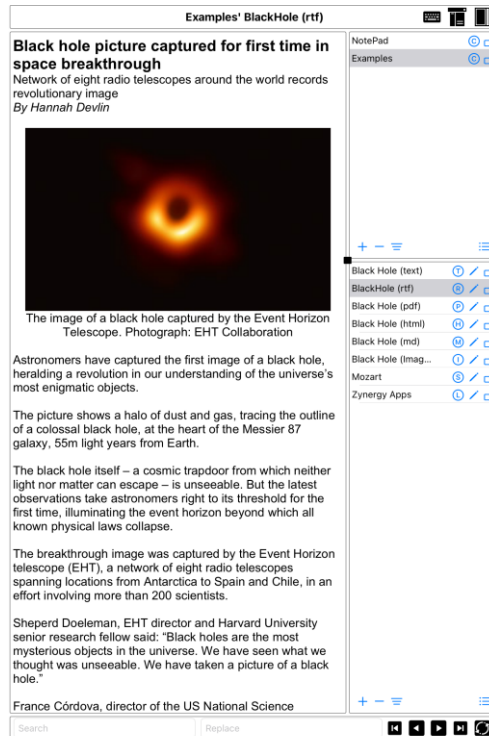 Examples' BlackHole (rtf)
Black hole picture captured for first time in
space breakthrough
Network of eight radio telescopes around the world records
revolutionary image
By Hannah Devlin
The image of a black hole captured by the Event Horizon
Telescope. Photograph: EHT Collaboration
Astronomers have captured the first image of a black hole,
heralding a revolution in our understanding of the universe's
most enigmatic objects.
The picture shows a halo of dust and gas, tracing the outline
of a colossal black hole, at the heart of the Messier 87
galaxy, 55m light years from Earth.
The black hole itself – a cosmic trapdoor from which neither
light nor matter can escape – is unseeable. But the latest
observations take astronomers right to its threshold for the
first time, illuminating the event horizon beyond which all
known physical laws collapse.
The breakthrough image was captured by the Event Horizon
telescope (EHT), a network of eight radio telescopes
spanning locations from Antarctica to Spain and Chile, in an
effort involving more than 200 scientists.
Sheperd Doeleman, EHT director and Harvard University
senior research fellow said: “Black holes are the most
mysterious objects in the universe. We have seen what we
thought was unseeable. We have taken a picture of a black
hole.”
France Córdova, director of the US National Science
NotePad C
Examples C
Black Hole (text) T
BlackHole (rtf) R
Black Hole (pdf) P
Black Hole (html) H
Black Hole (md) M
Black Hole (Imag... I
Mozart S
Zynergy Apps L
Search
Replace